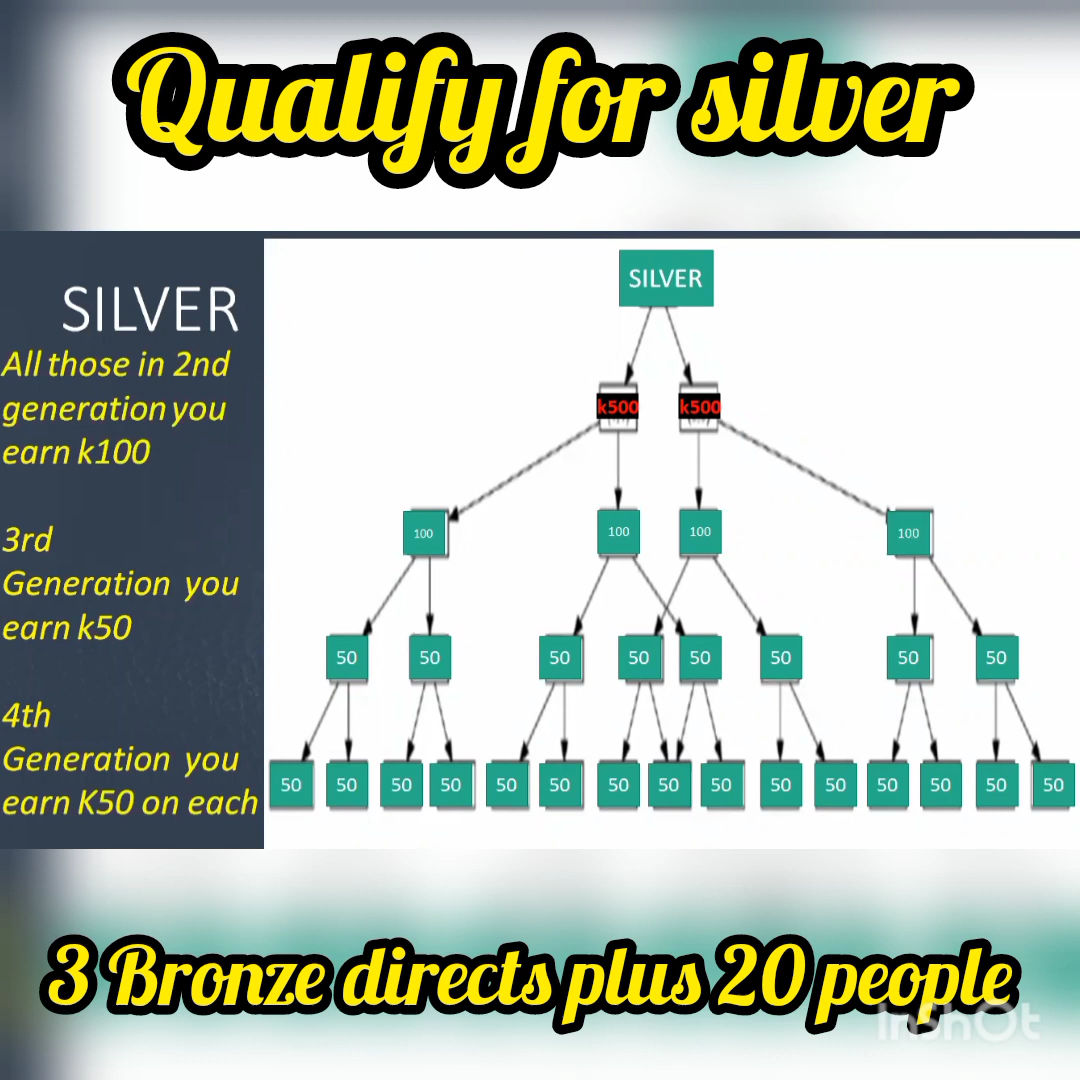 Qualify for silver
SILVER
All those in 2nd
generation you
earn k100
3rd
Generation you
earn k50
4th
Generation you
earn K50 on each
SILVER
k500 k500
100 100 100 100
50 50 50 50 50 50 50 50
50 50 50 50 50 50 50 50 50 50 50 50 50 50 50
3 Bronze directs plus 20 people
InShOt